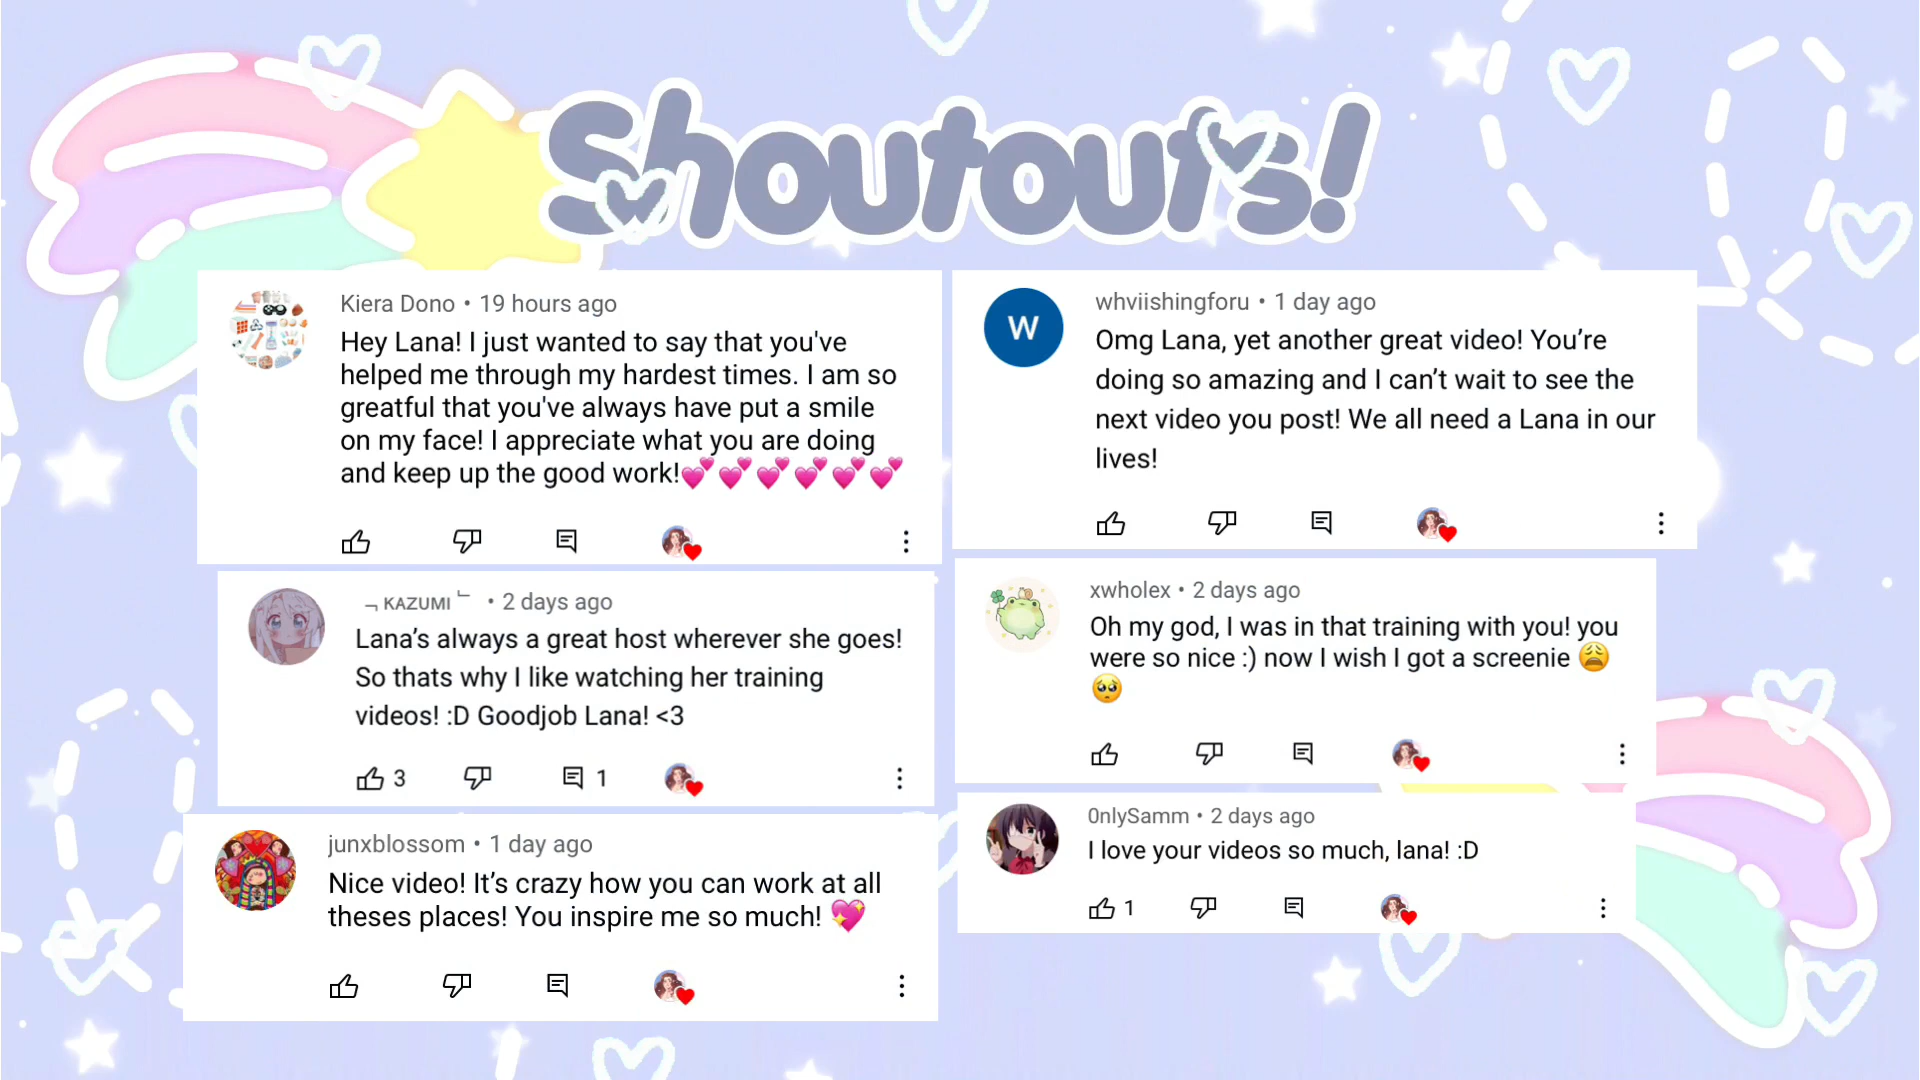 Shoutouts!
Kiera Dono • 19 hours ago
Hey Lana! I just wanted to say that you've
helped me through my hardest times. I am so
greatful that you've always have put a smile
on my face! I appreciate what you are doing
and keep up the good work!💕💕💕💕💕💕
﹁ ᴋᴀᴢᴜᴍɪ ﹂ • 2 days ago
Lana’s always a great host wherever she goes!
So thats why I like watching her training
videos! :D Goodjob Lana! <3
3
1
junxblossom • 1 day ago
Nice video! It’s crazy how you can work at all
theses places! You inspire me so much! 💖
W
whviishingforu • 1 day ago
Omg Lana, yet another great video! You’re
doing so amazing and I can’t wait to see the
next video you post! We all need a Lana in our
lives!
xwholex • 2 days ago
Oh my god, I was in that training with you! you
were so nice :) now I wish I got a screenie 😩
🥺
0nlySamm • 2 days ago
I love your videos so much, lana! :D
1